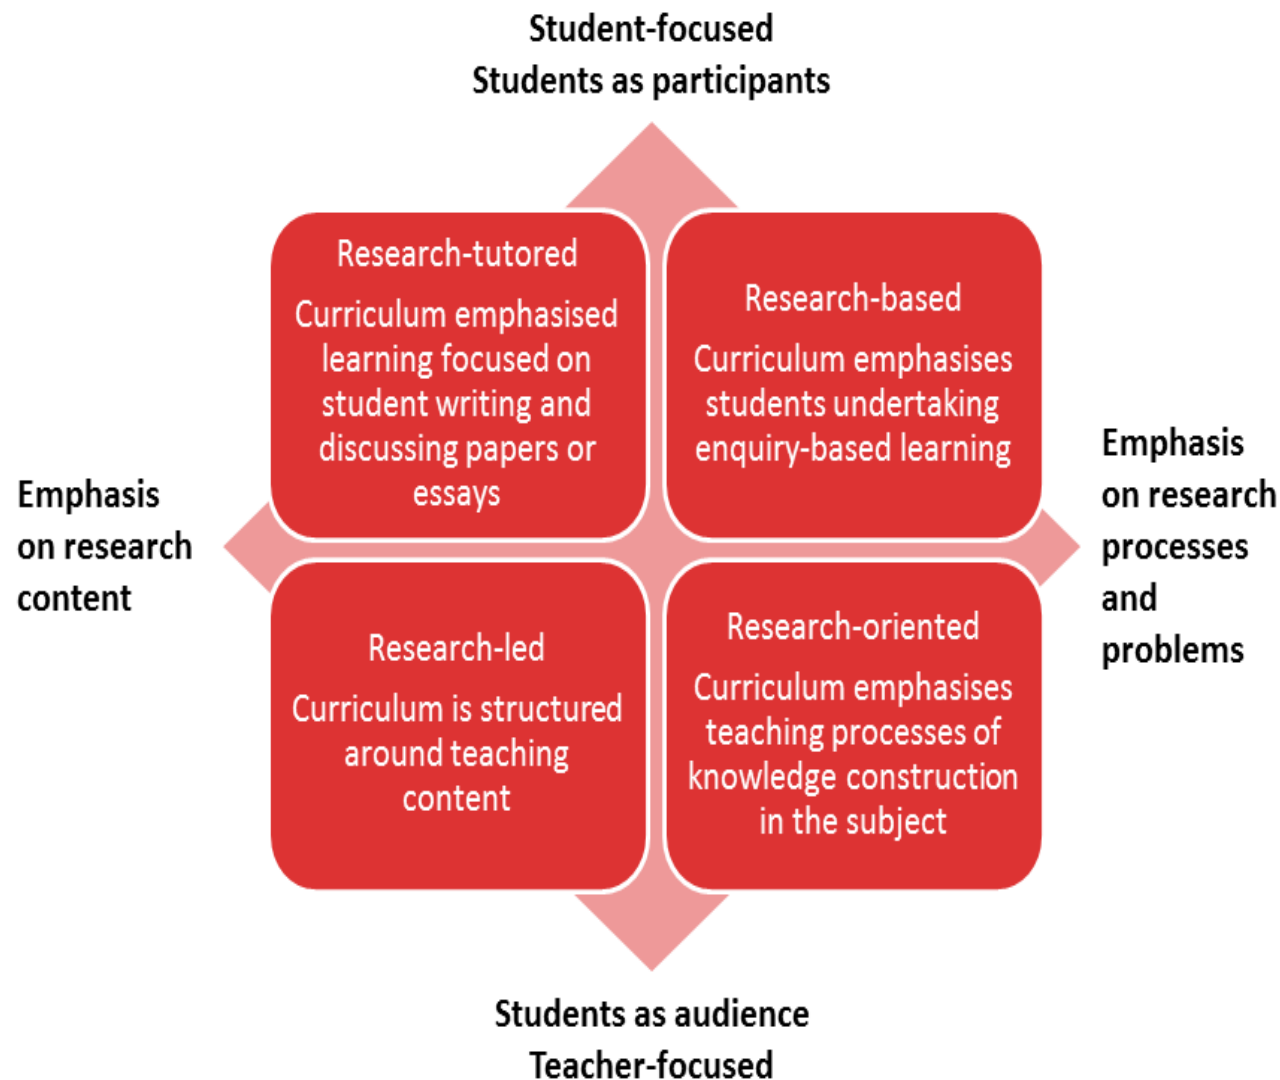 Student-focused
Students as participants
Research-tutored
Curriculum emphasised
learning focused on
student writing and
discussing papers or
essays
Research-based
Curriculum emphasises
students undertaking
enquiry-based learning
Emphasis
on research
content
Emphasis
on research
processes
and
problems
Research-led
Curriculum is structured
around teaching
content
Research-oriented
Curriculum emphasises
teaching processes of
knowledge construction
in the subject
Students as audience
Teacher-focused